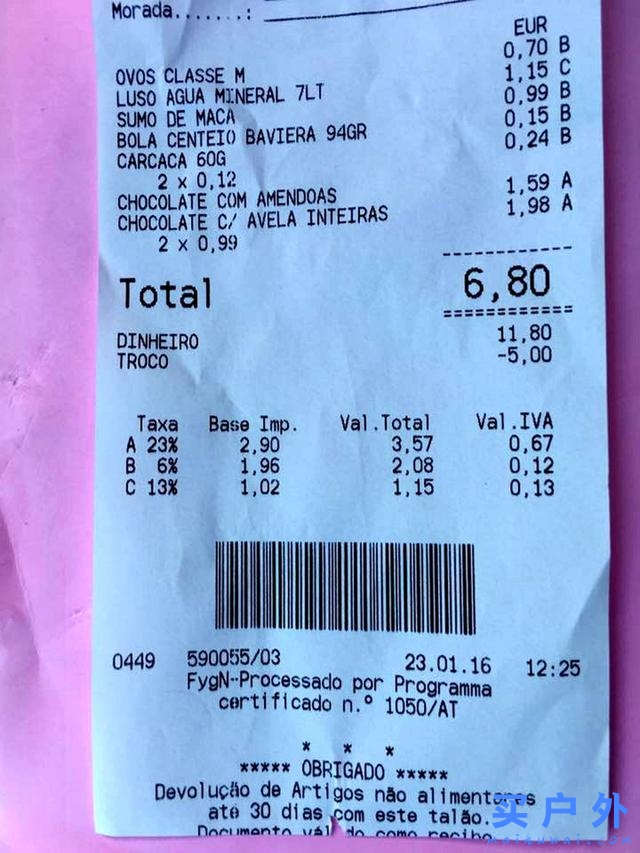 Morada.......:
EUR
OVOS CLASSE M 0,70 B
LUSO AGUA MINERAL 7LT 1,15 C
SUMO DE MACA 0,99 B
BOLA CENTEIO BAVIERA 94GR 0,15 B
CARCACA 60G 0,24 B
2 x 0,12
CHOCOLATE COM AMENDOAS 1,59 A
CHOCOLATE C/ AVELA INTEIRAS 1,98 A
2 x 0,99
Total 6,80
DINHEIRO 11,80
TROCO -5,00
Taxa Base Imp. Val.Total Val.IVA
A 23% 2,90 3,57 0,67
B 6% 1,96 2,08 0,12
C 13% 1,02 1,15 0,13
0449 590055/03 23.01.16 12:25
FygN-Processado por Programma
certificado n.º 1050/AT
* * *
***** OBRIGADO *****
Devolução de Artigos não alimentares
até 30 dias com este talão.
Documento válido como recibo
买户外